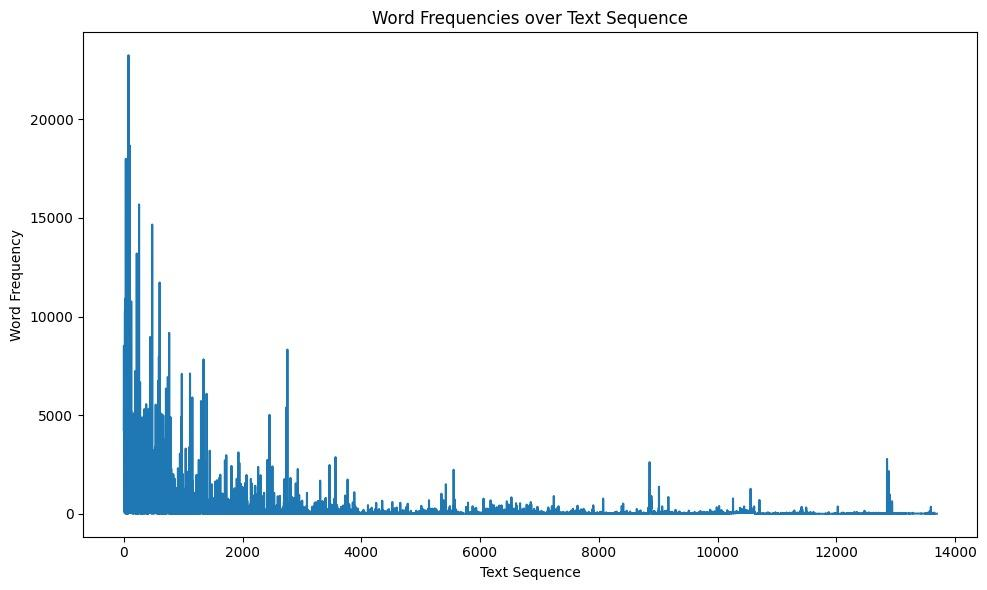 Word Frequencies over Text Sequence
Word Frequency
20000
15000
10000
5000
0
0 2000 4000 6000 8000 10000 12000 14000
Text Sequence